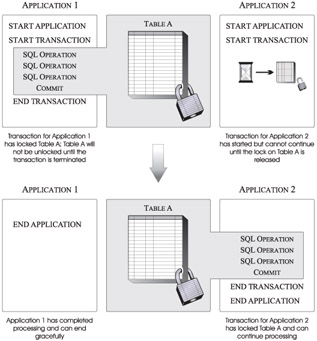 APPLICATION 1
START APPLICATION
START TRANSACTION
SQL OPERATION
SQL OPERATION
SQL OPERATION
COMMIT
END TRANSACTION
TABLE A
APPLICATION 2
START APPLICATION
START TRANSACTION
Transaction for Application 1
has locked Table A; Table A will
not be unlocked until the
transaction is terminated
Transaction for Application 2
has started but cannot continue
until the lock on Table A is
released
APPLICATION 1
END APPLICATION
TABLE A
APPLICATION 2
SQL OPERATION
SQL OPERATION
SQL OPERATION
COMMIT
END TRANSACTION
END APPLICATION
Application 1 has completed
processing and can end
gracefully
Transaction for Application 2
has locked Table A and can
continue processing